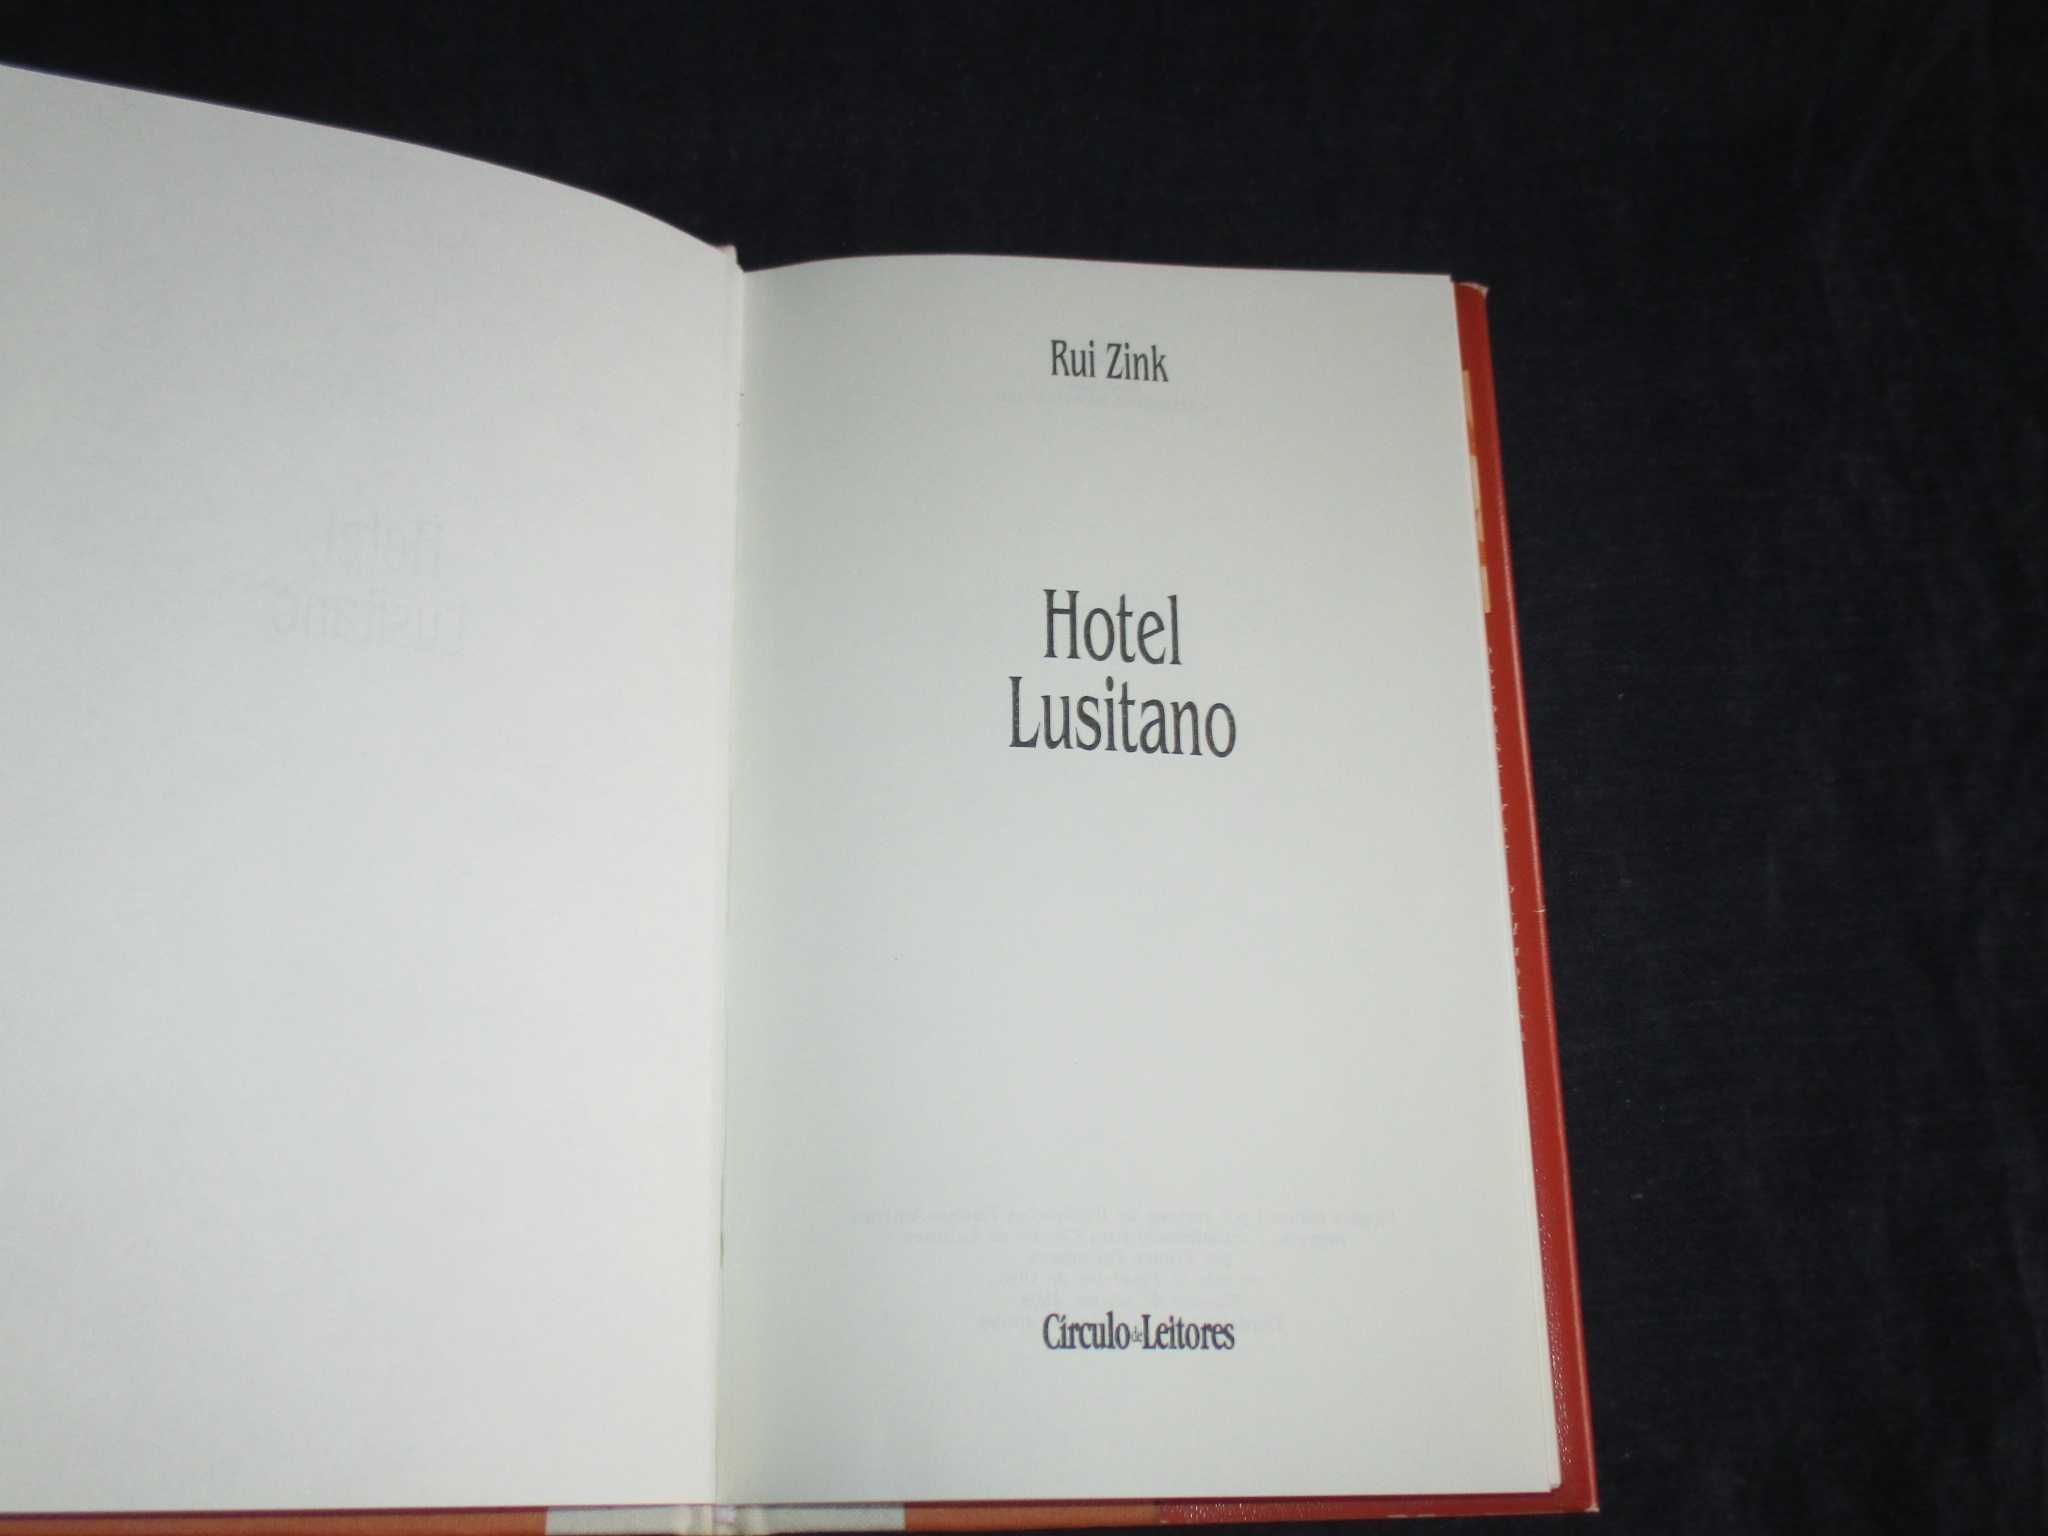 Rui Zink
Hotel
Lusitano
Círculo de Leitores